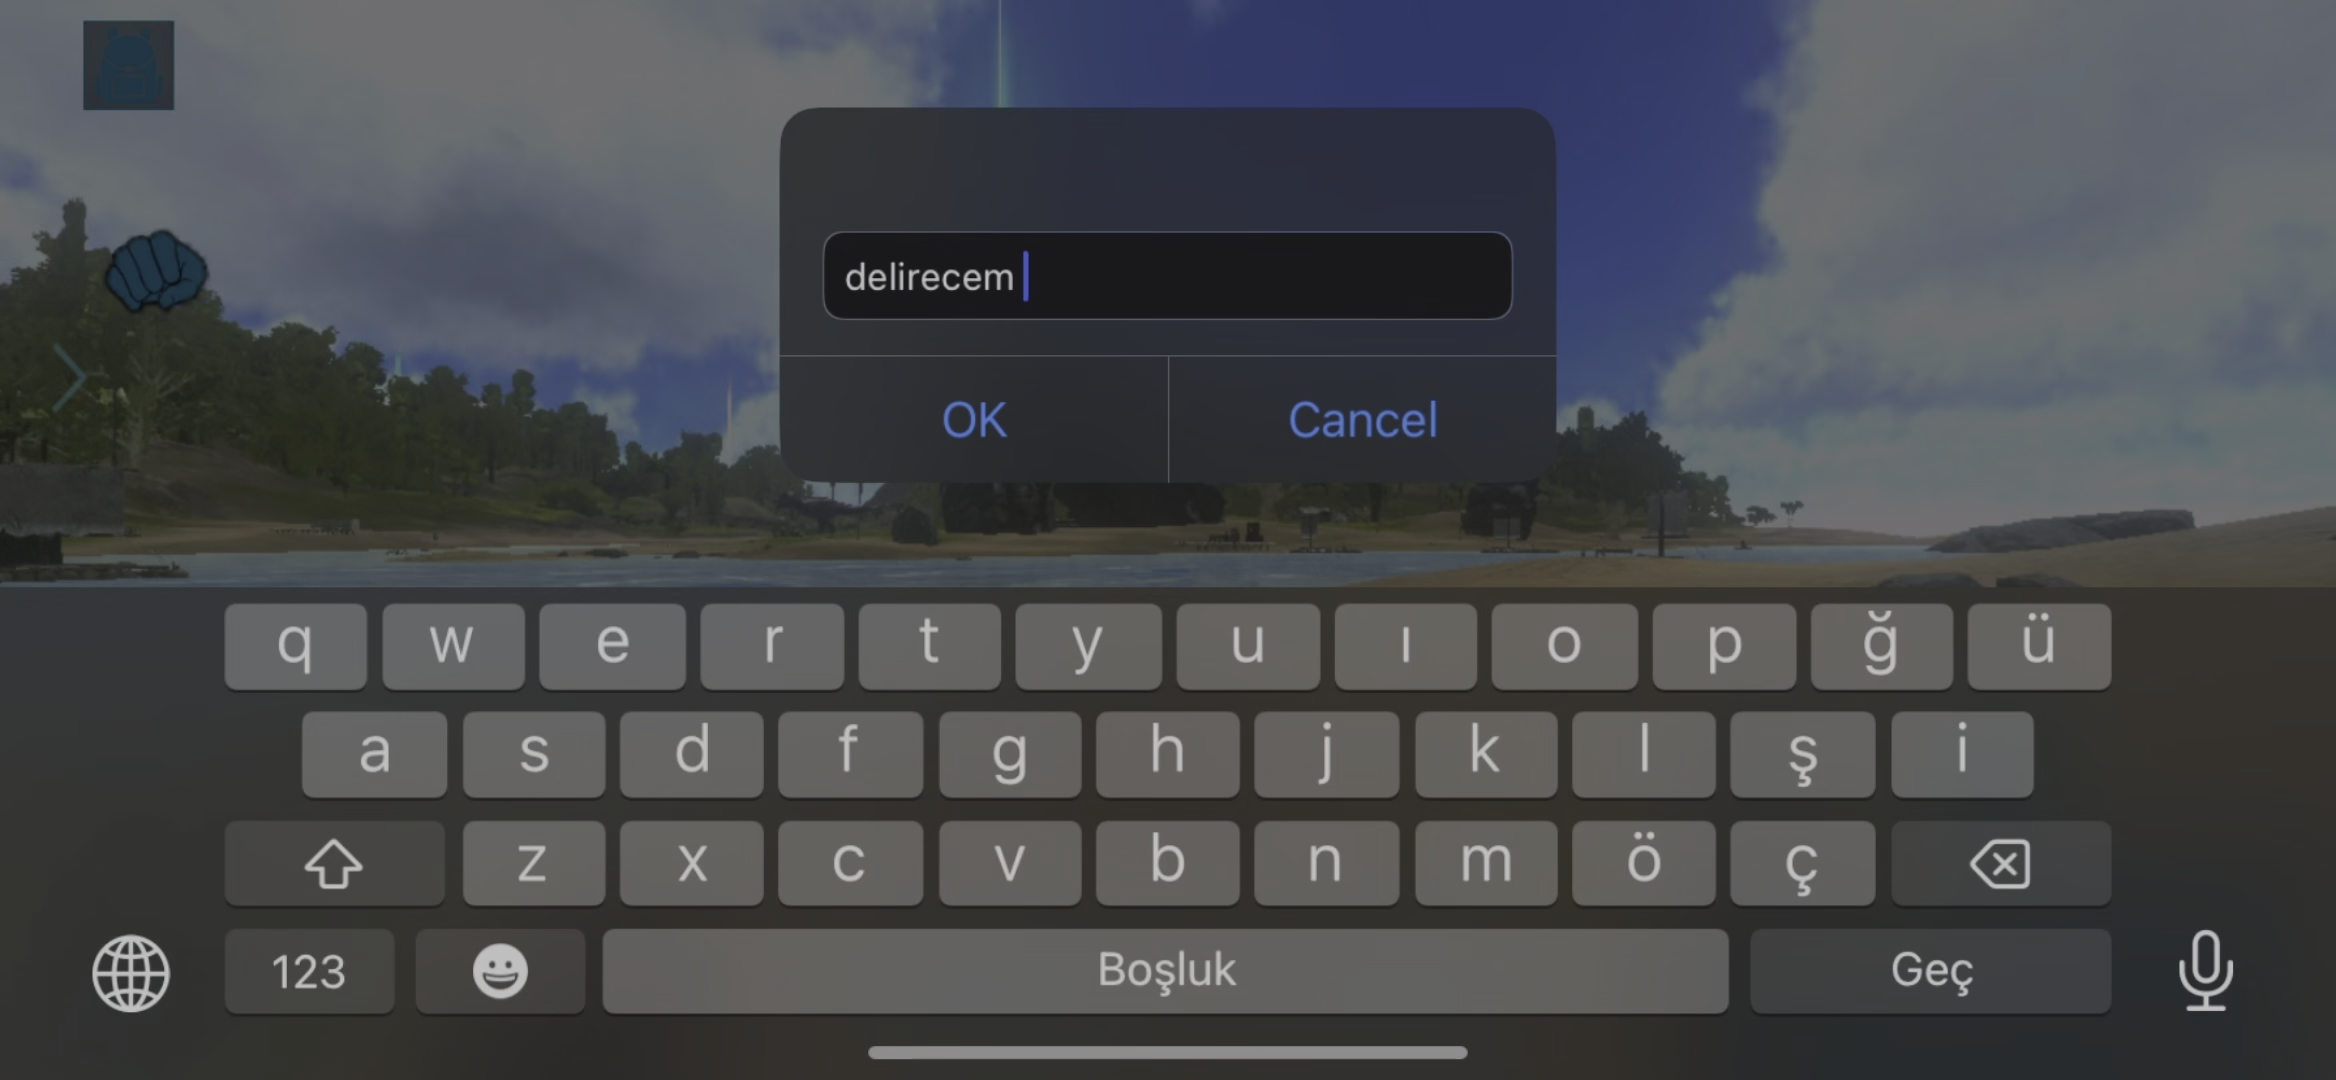 delirecem
OK Cancel
q w e r t y u ı o p ğ ü
a s d f g h j k l ş i
z x c v b n m ö ç
123 Boşluk Geç